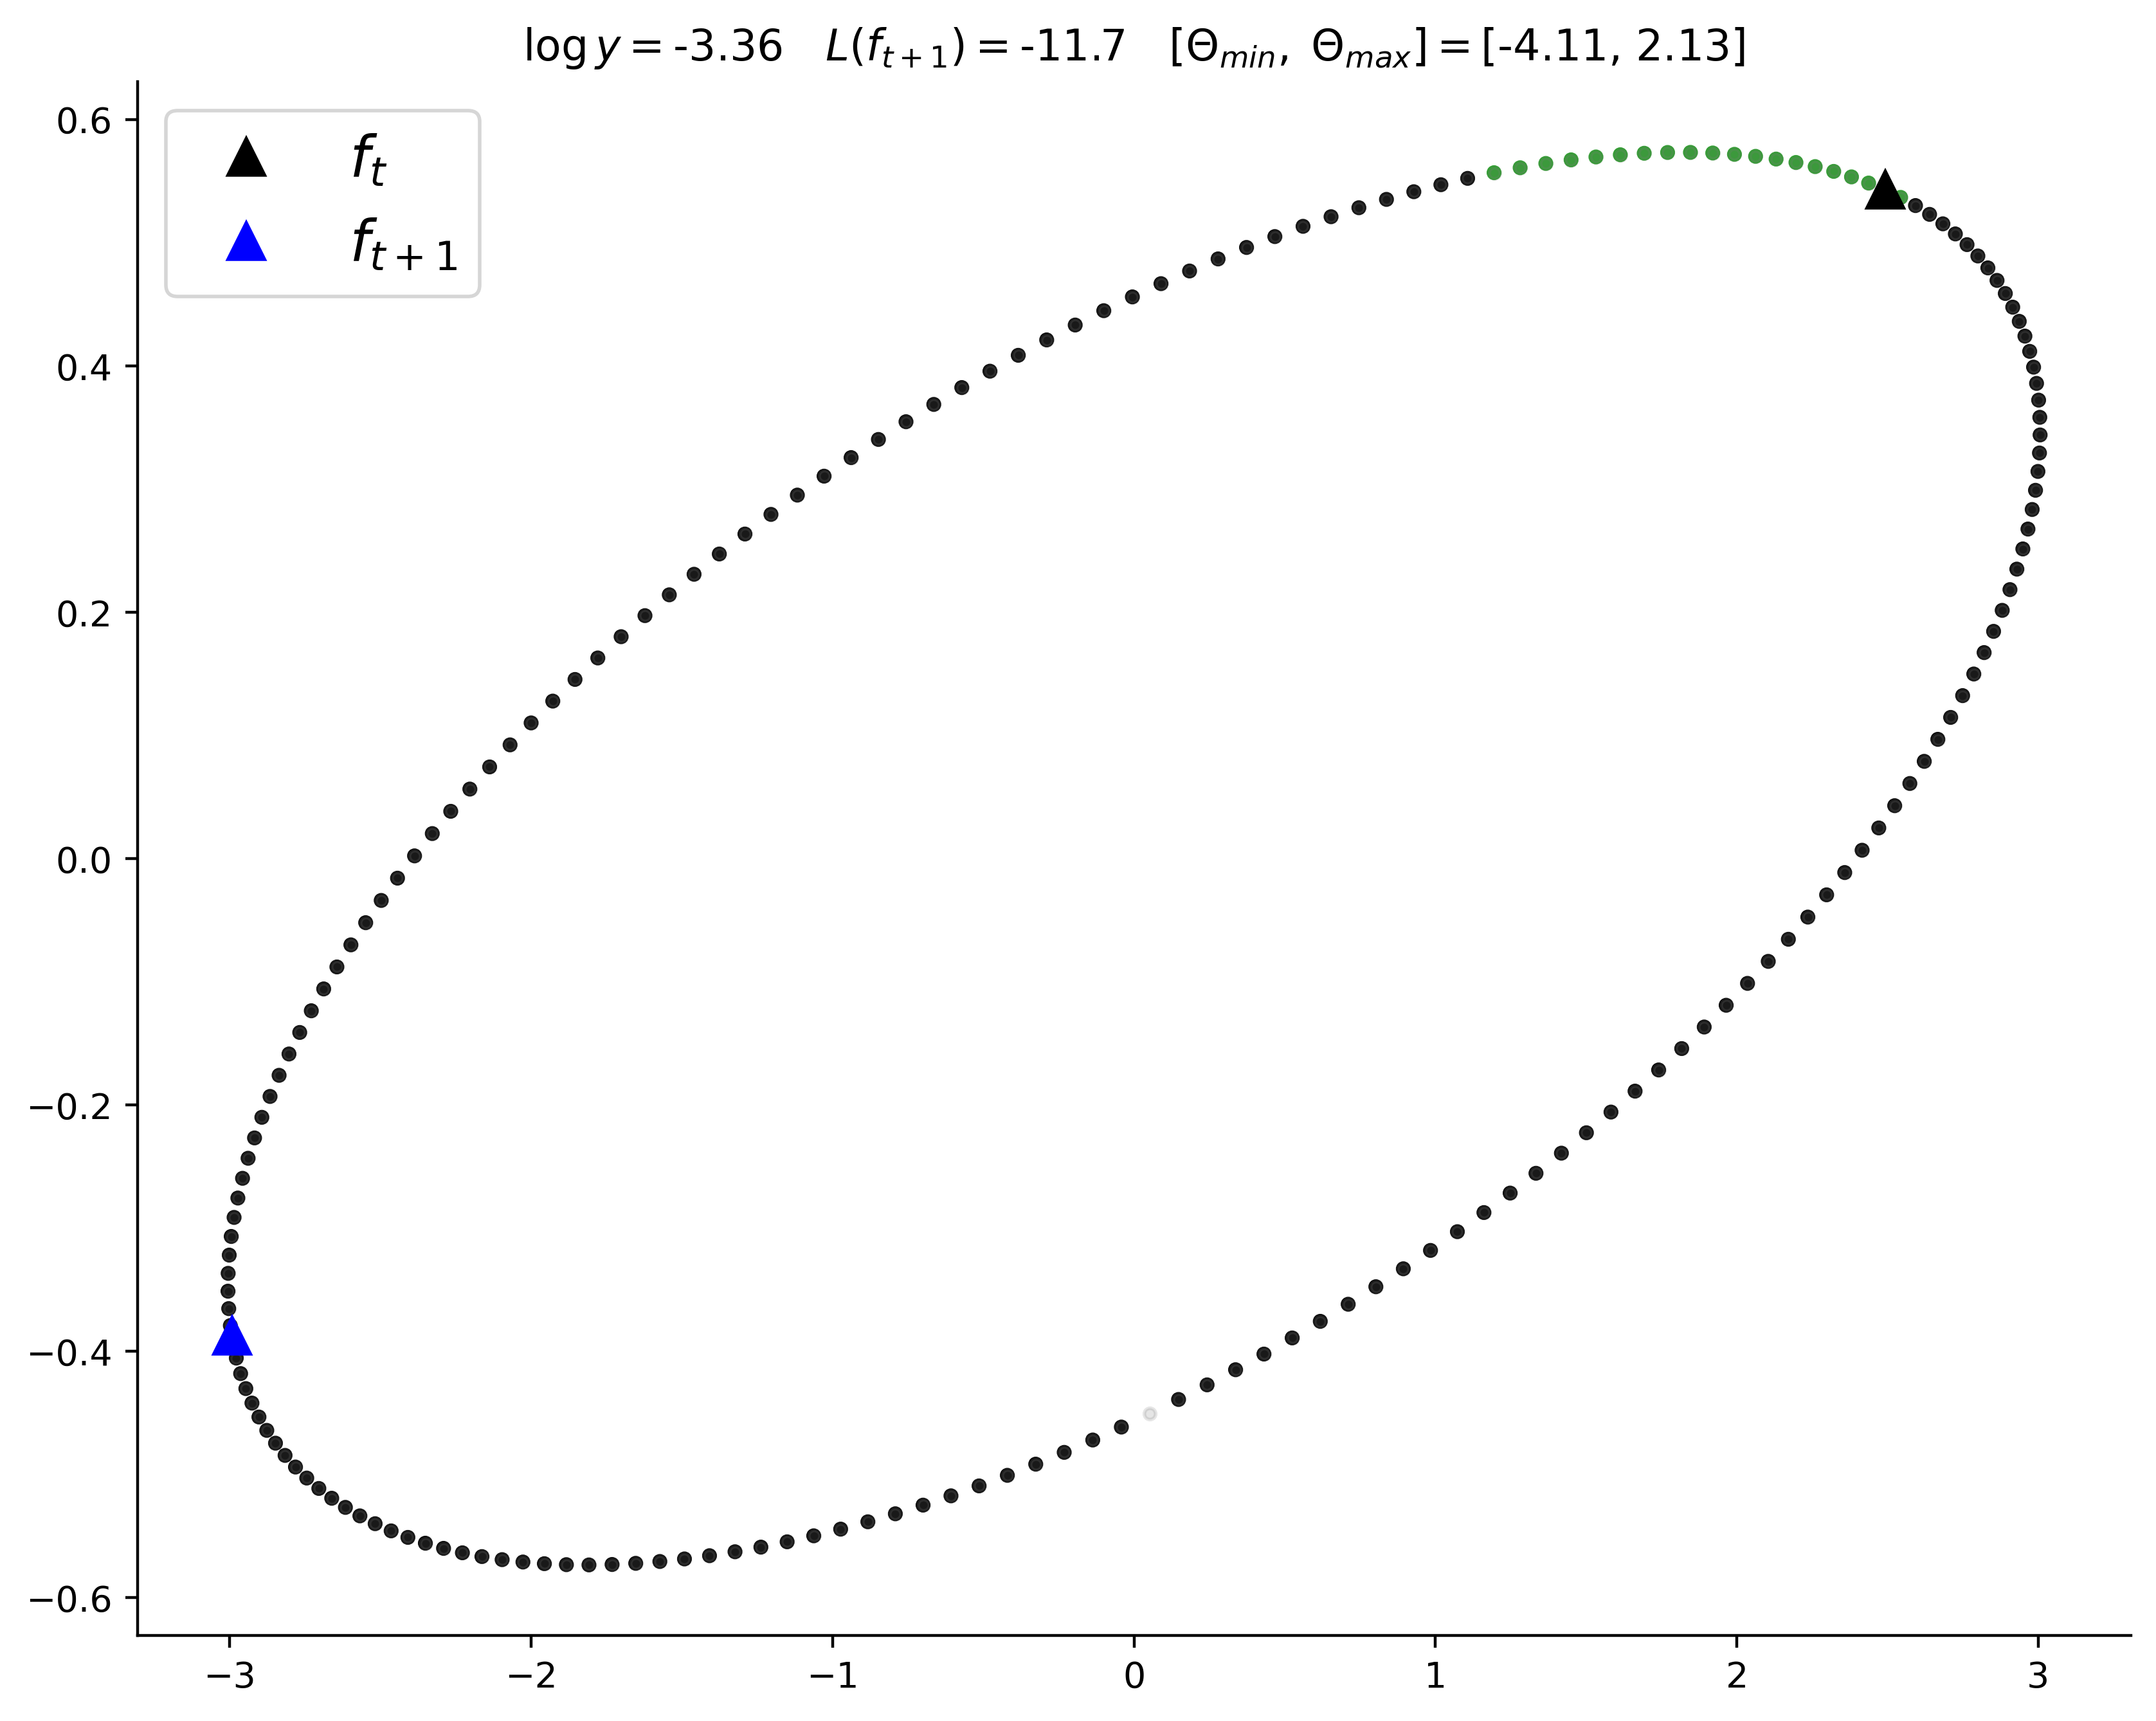 log y = -3.36 L(f_{t+1}) = -11.7 [Θ_{min}, Θ_{max}] = [-4.11, 2.13]
f_t
f_{t+1}
0.6
0.4
0.2
0.0
−0.2
−0.4
−0.6
−3 −2 −1 0 1 2 3